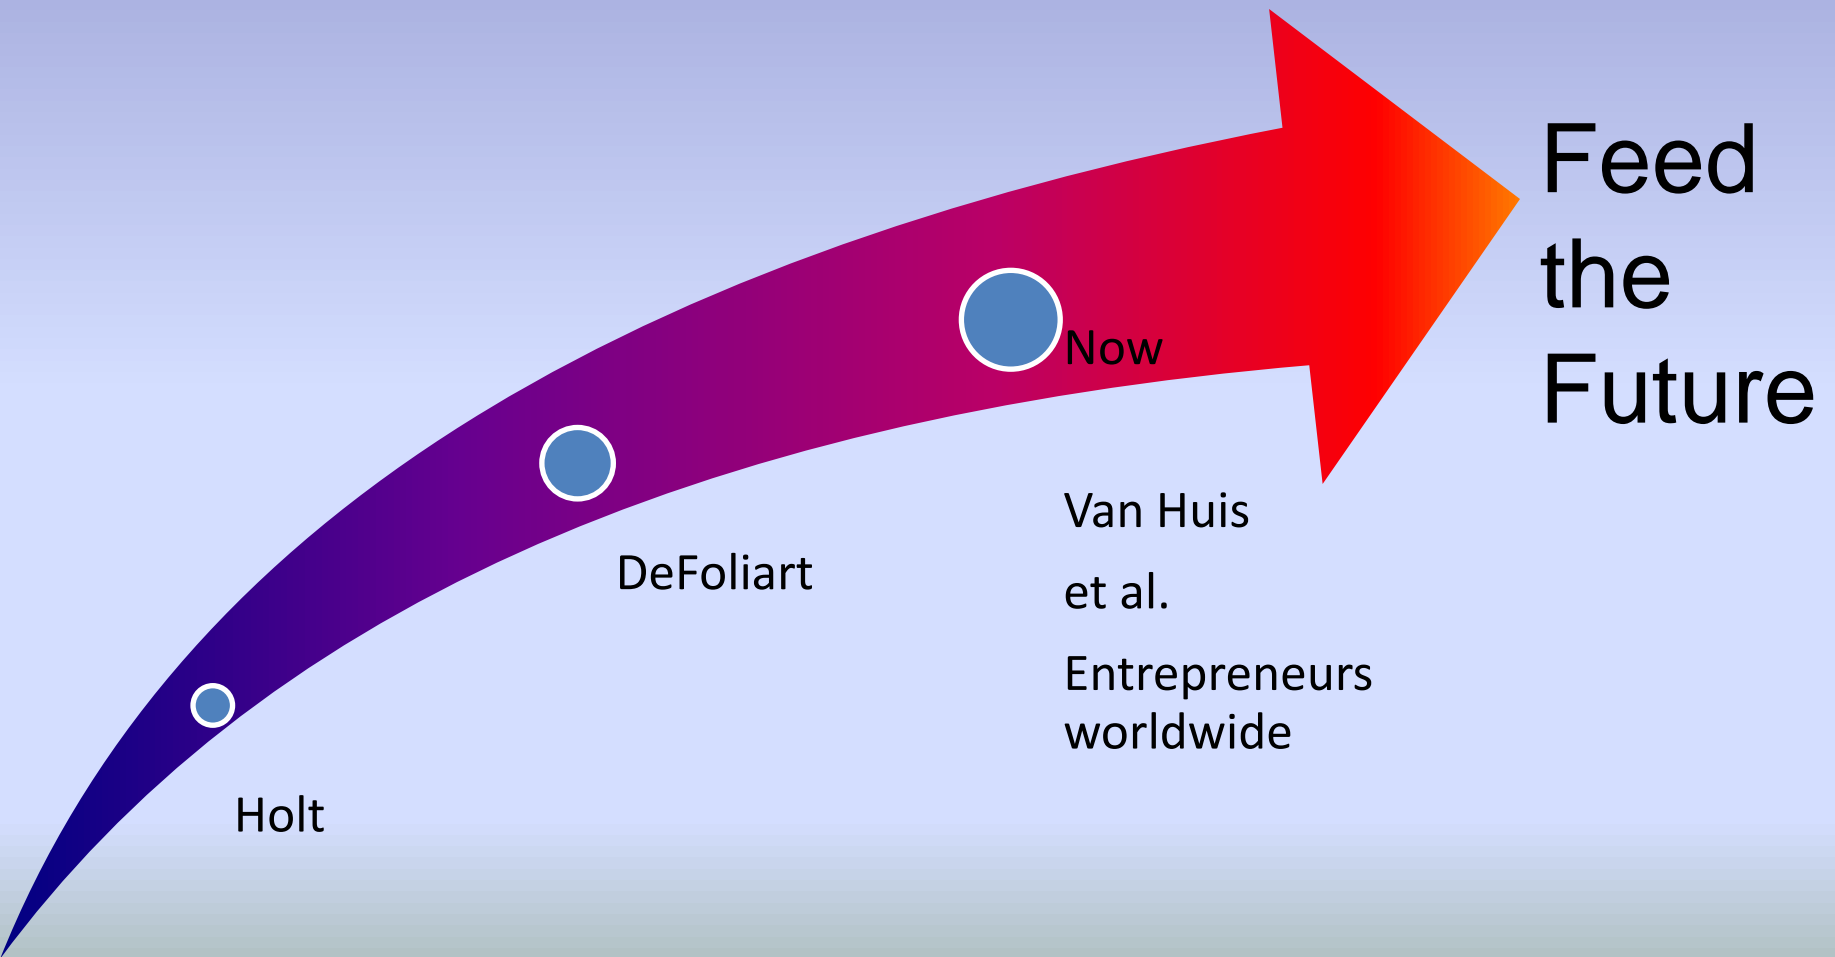 Feed
the
Future
Now
Van Huis
et al.
Entrepreneurs
worldwide
DeFoliart
Holt